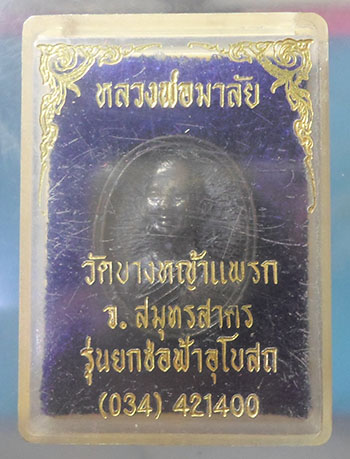 หลวงพ่อมาลัย
วัดบางหญ้าแพรก
จ. สมุทรสาคร
รุ่นยกช่อฟ้าอุโบสถ
(034) 421400